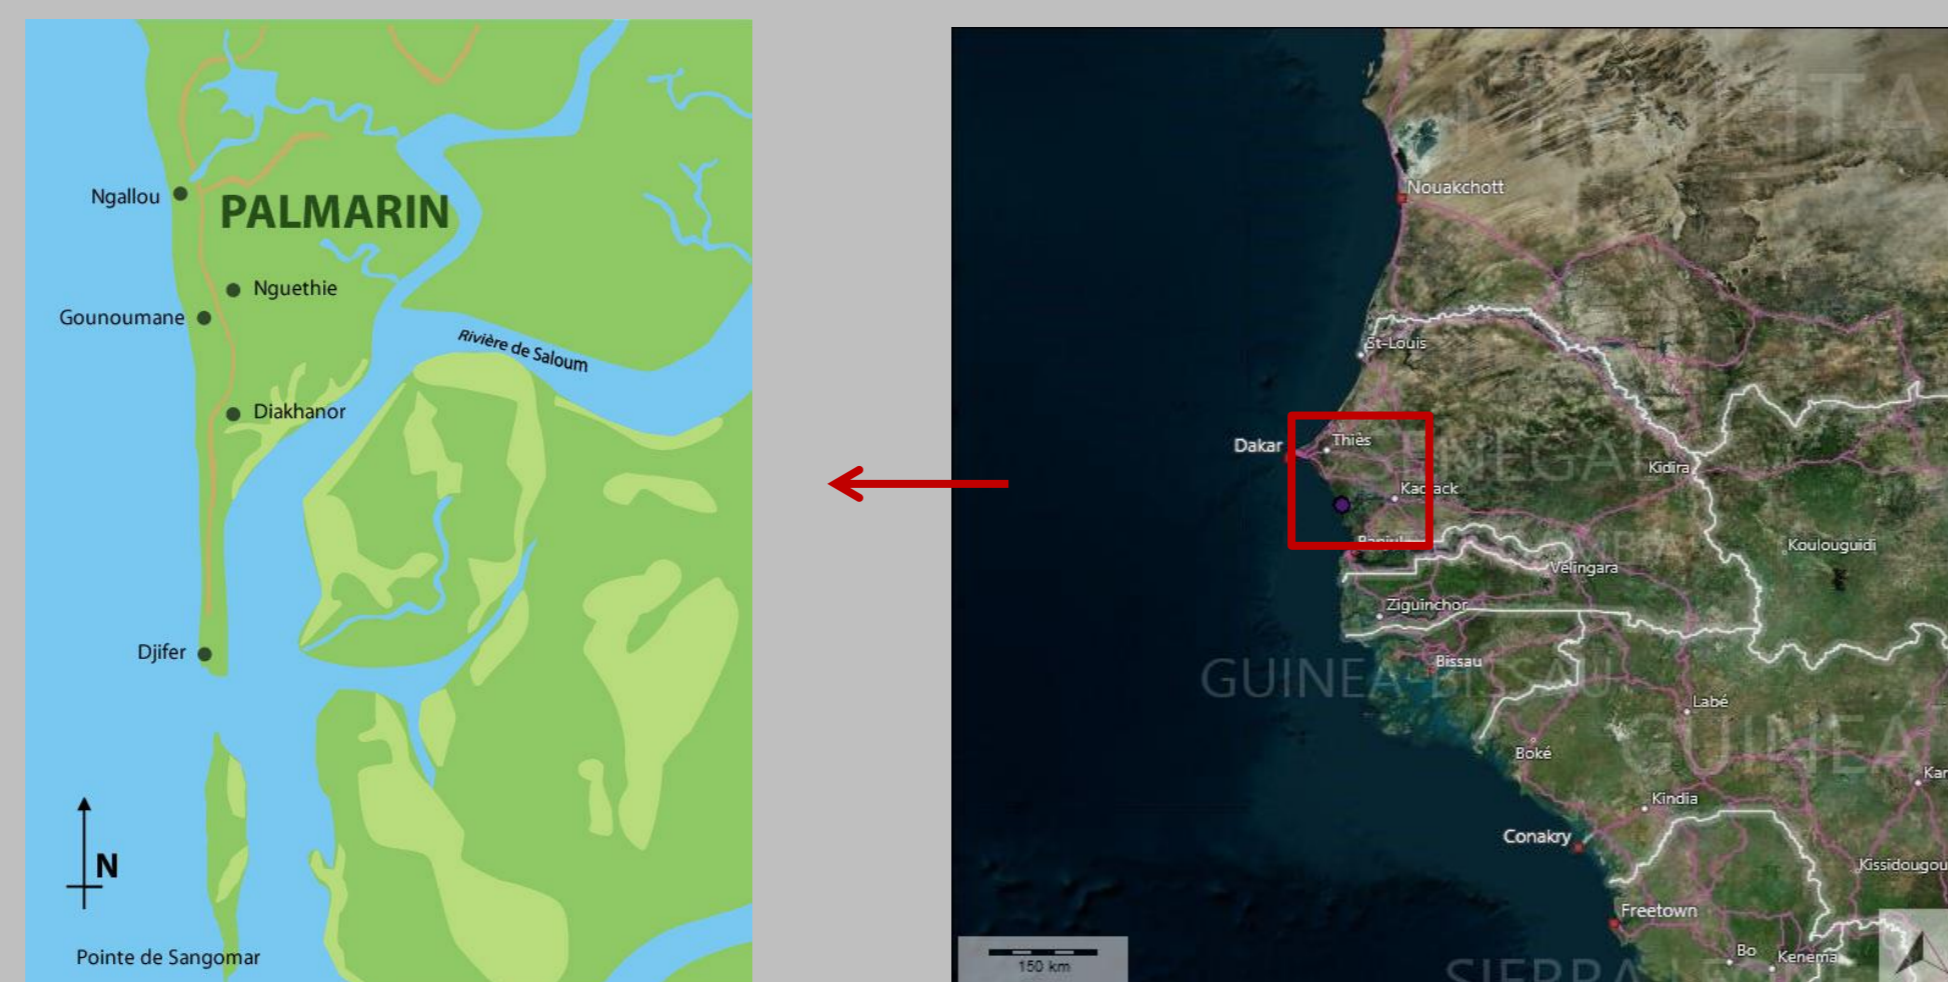 Ngallou
PALMARIN
Nguethie
Gounoumane
Rivière de Saloum
Diakhanor
Djifer
N
Pointe de Sangomar
Nouakchott
St-Louis
Dakar
Thiès
Kidira
Koulouguidi
Velingara
Ziguinchor
GUINEA-BISSAU
Bissau
Labé
GUINEA
Boké
Kindia
Conakry
Freetown
Bo
Kenema
150 km